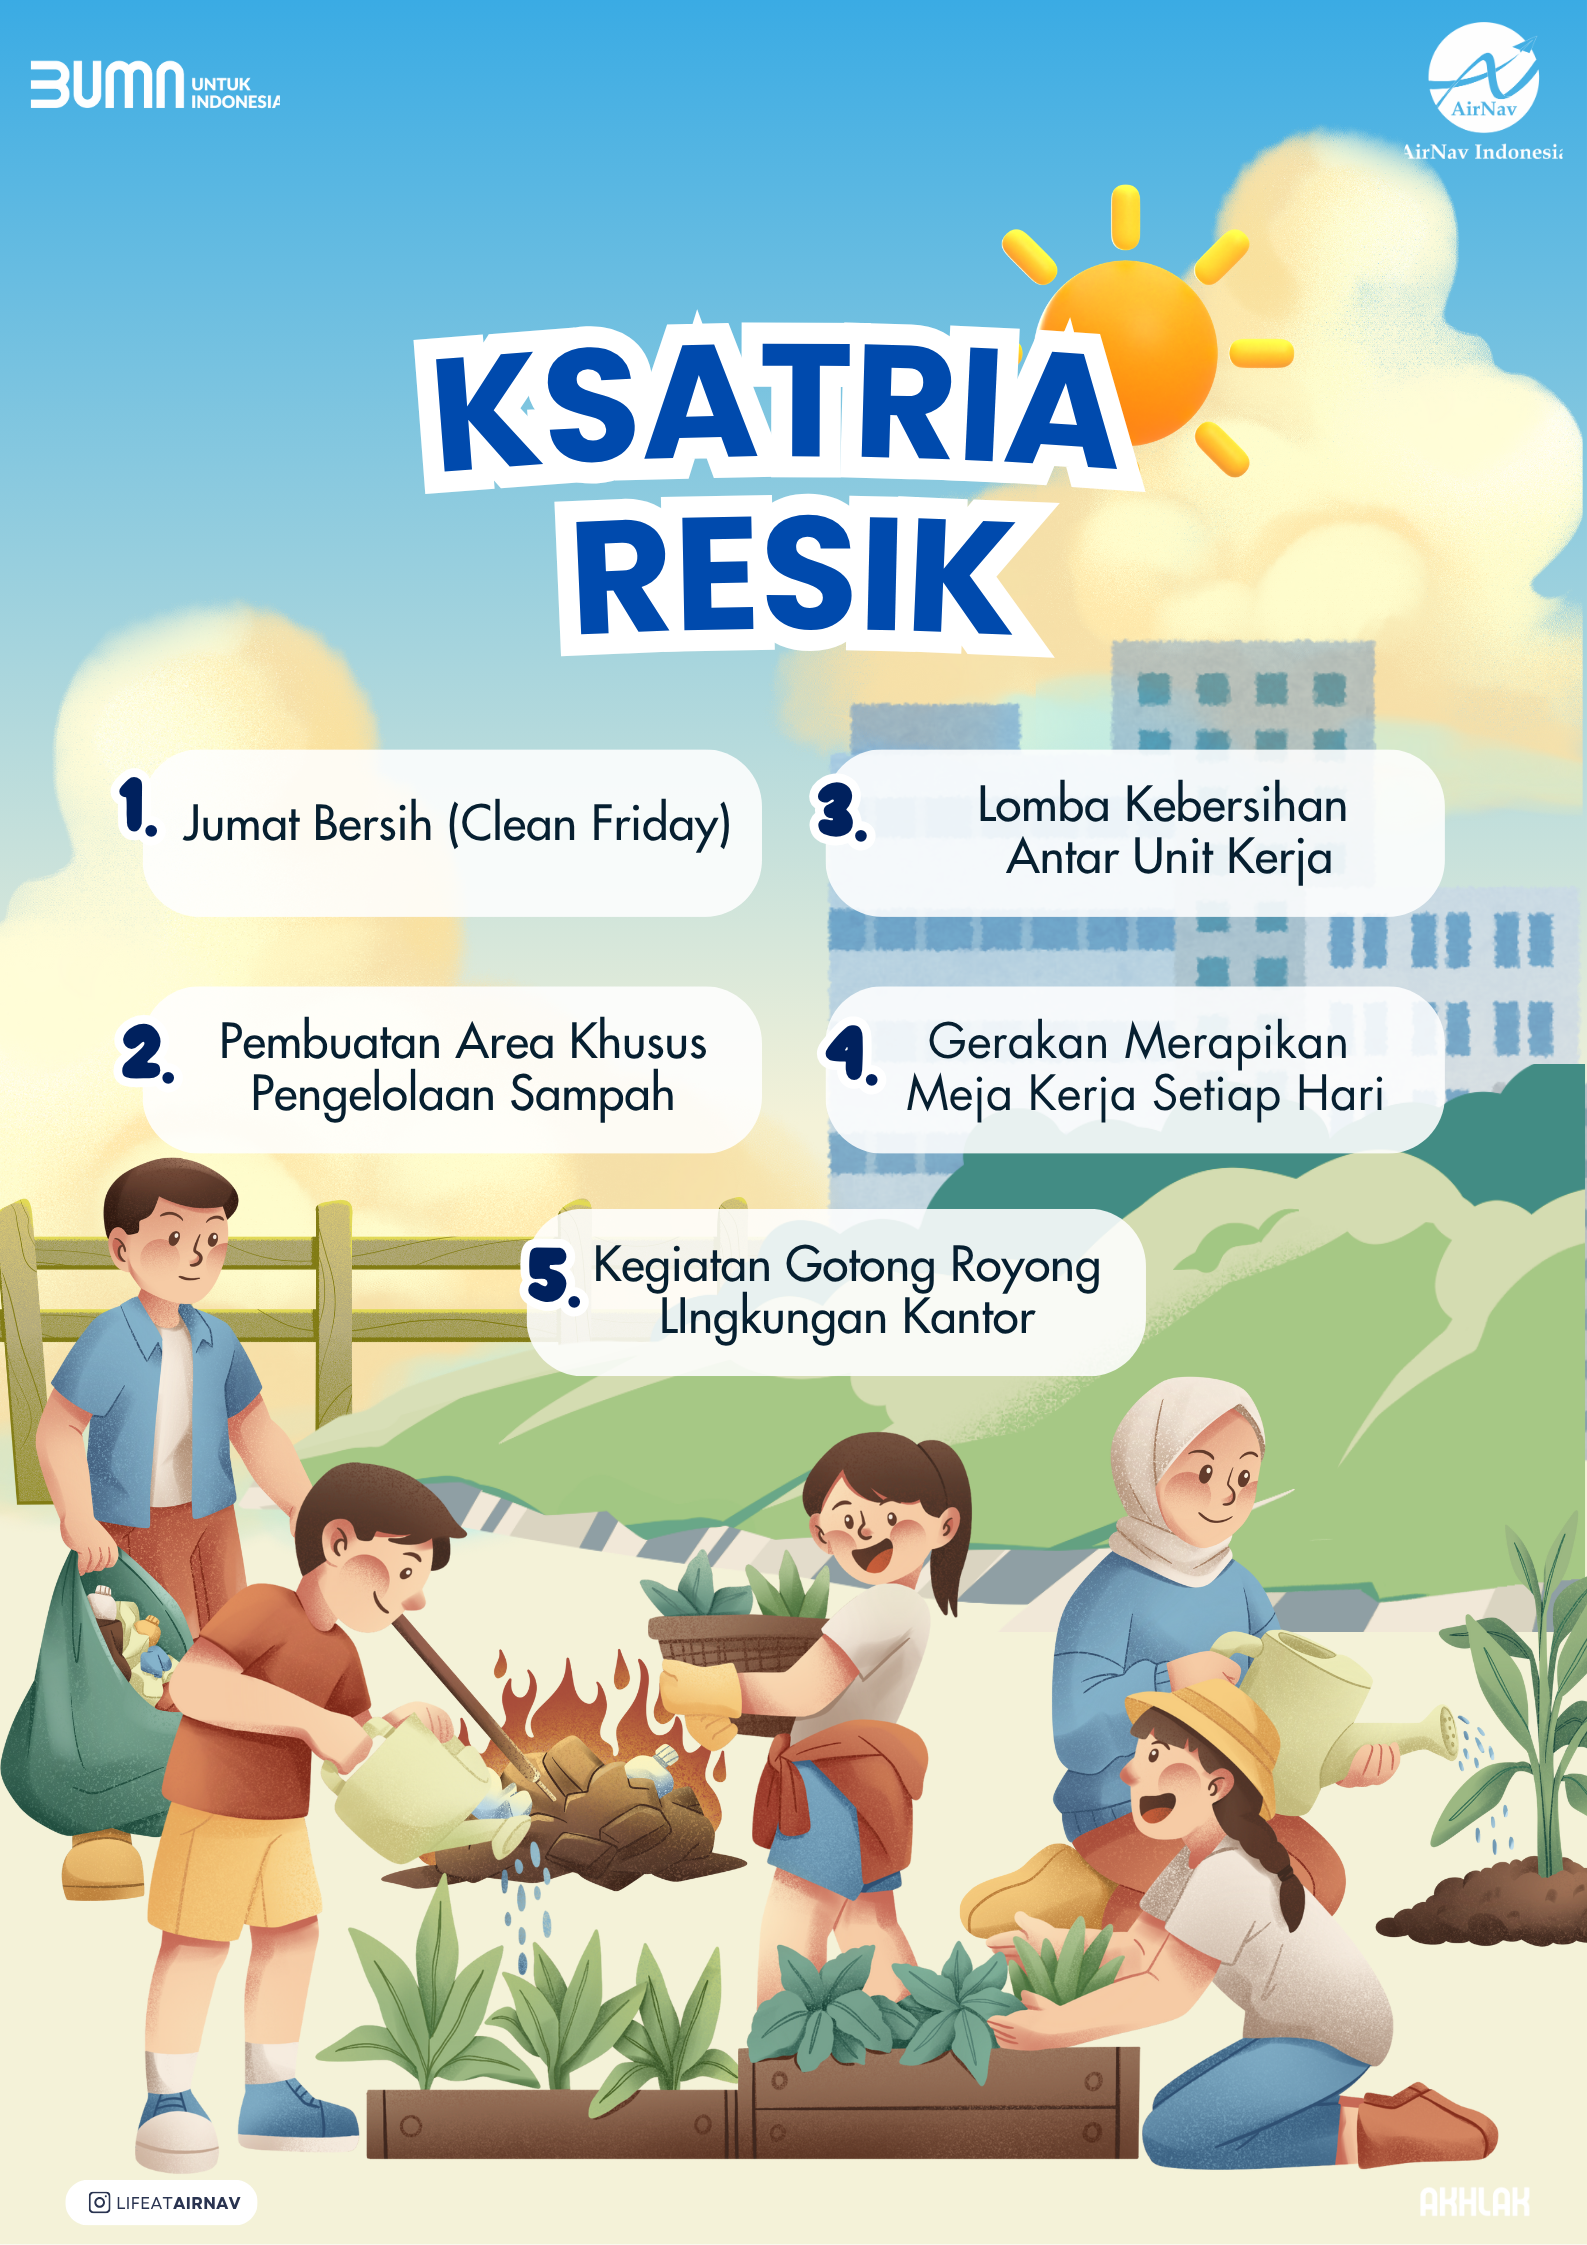 BUMN UNTUK
INDONESIA
AirNav
AirNav Indonesia
KSATRIA
RESIK
1. Jumat Bersih (Clean Friday)
2. Pembuatan Area Khusus
Pengelolaan Sampah
3. Lomba Kebersihan
Antar Unit Kerja
4. Gerakan Merapikan
Meja Kerja Setiap Hari
5. Kegiatan Gotong Royong
LIngkungan Kantor
LIFEATAIRNAV
AKHLAK